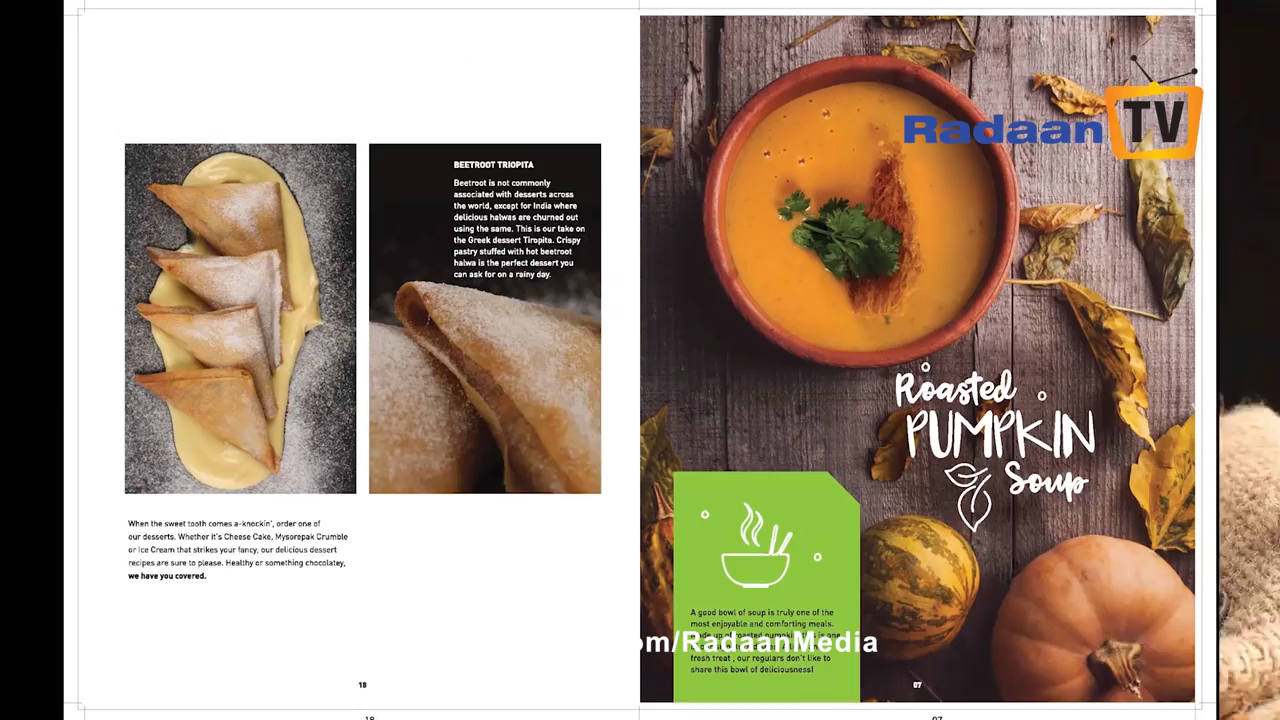 BEETROOT TRIOPITA
Beetroot is not commonly
associated with desserts across
the world, except for India where
delicious halwas are churned out
using the same. This is our take on
the Greek dessert Tiropita. Crispy
pastry stuffed with hot beetroot
halwa is the perfect dessert you
can ask for on a rainy day.
When the sweet tooth comes a-knockin', order one of
our desserts. Whether it's Cheese Cake, Mysorepak Crumble
or Ice Cream that strikes your fancy, our delicious dessert
recipes are sure to please. Healthy or something chocolatey,
we have you covered.
18
18
Radaan TV
Roasted
PUMPKIN
Soup
A good bowl of soup is truly one of the
most enjoyable and comforting meals.
om/RadaanMedia
fresh treat , our regulars don't like to
share this bowl of deliciousness!
07
07